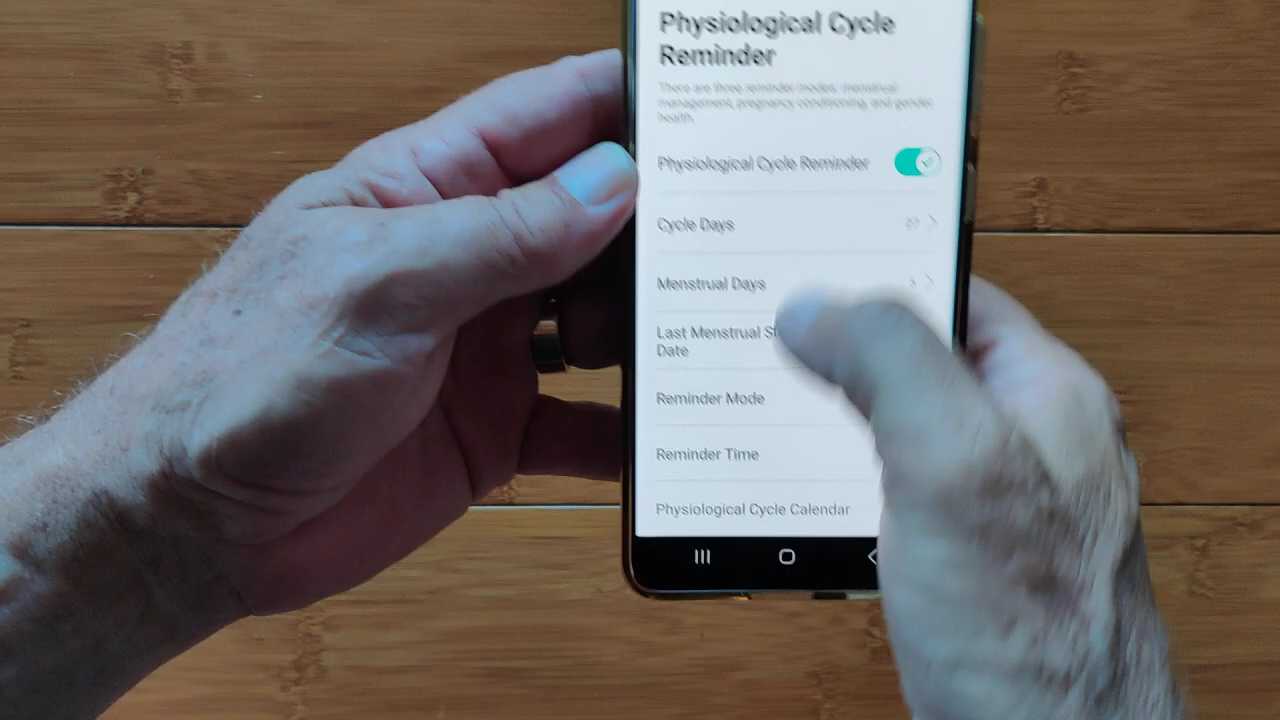 Physiological Cycle
Reminder
There are three reminder modes: menstrual
management, pregnancy conditioning, and gender
health.
Physiological Cycle Reminder
Cycle Days
Menstrual Days
Last Menstrual
Date
Reminder Mode
Reminder Time
Physiological Cycle Calendar